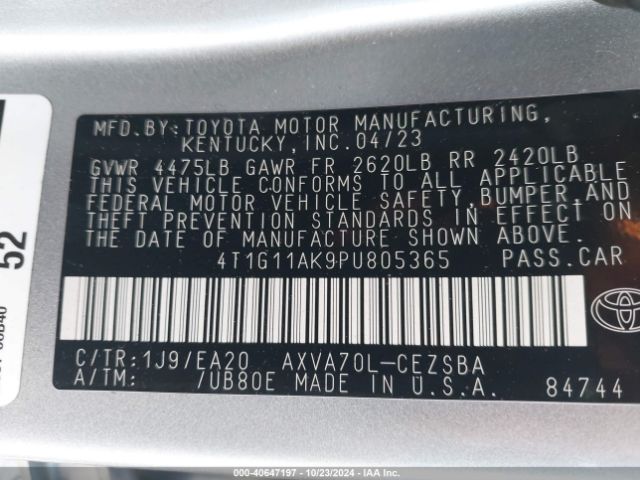 MFD.BY:TOYOTA MOTOR MANUFACTURING,
KENTUCKY,INC.04/23
GVWR 4475LB GAWR FR 2620LB RR 2420LB
THIS VEHICLE CONFORMS TO ALL APPLICABLE
FEDERAL MOTOR VEHICLE SAFETY,BUMPER,AND
THEFT PREVENTION STANDARDS IN EFFECT ON
THE DATE OF MANUFACTURE SHOWN ABOVE.
4T1G11AK9PU805365 PASS.CAR
C/TR:1J9/EA20 AXVA70L-CEZSBA
A/TM: /UB80E MADE IN U.S.A. 84744
52
00-40647197 - 10/23/2024 - IAA Inc.